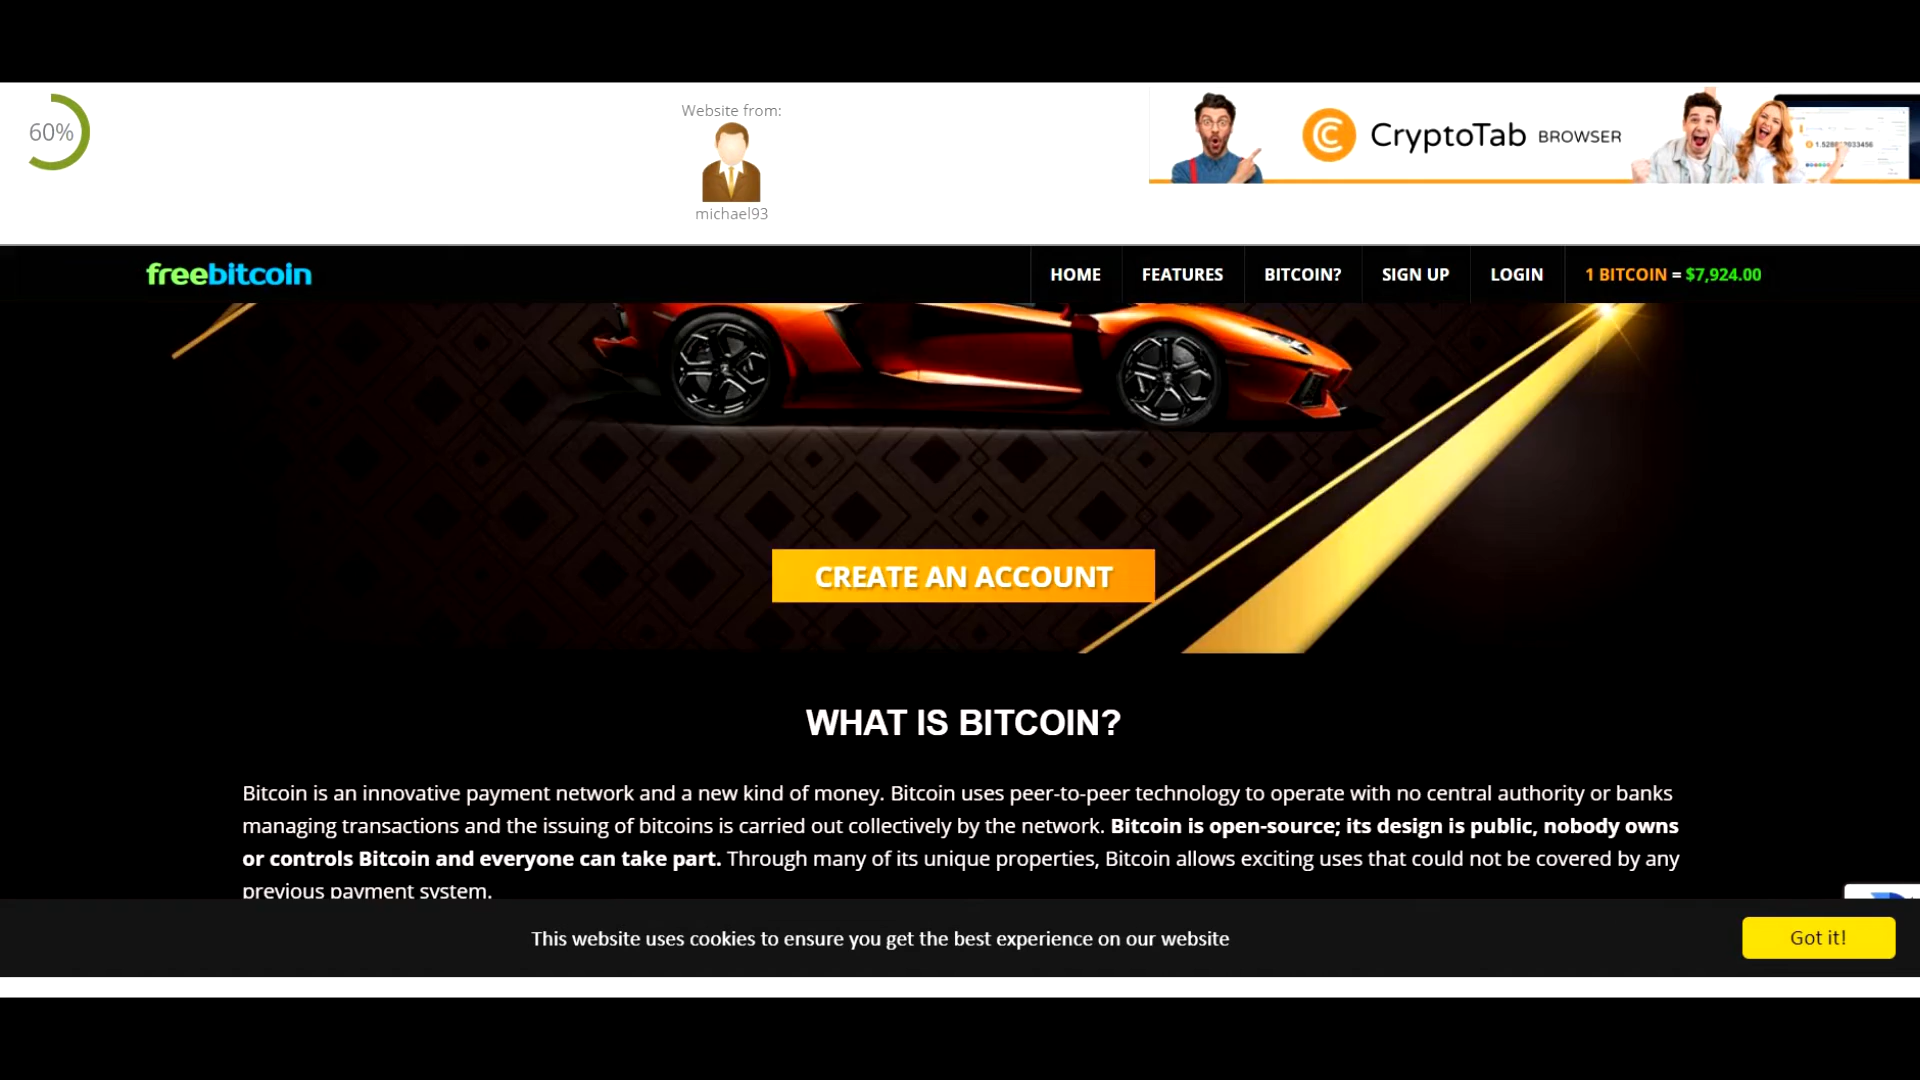 60%
Website from:
michael93
CryptoTab BROWSER
freebitcoin
HOME FEATURES BITCOIN? SIGN UP LOGIN 1 BITCOIN = $7,924.00
CREATE AN ACCOUNT
WHAT IS BITCOIN?
Bitcoin is an innovative payment network and a new kind of money. Bitcoin uses peer-to-peer technology to operate with no central authority or banks
managing transactions and the issuing of bitcoins is carried out collectively by the network. Bitcoin is open-source; its design is public, nobody owns
or controls Bitcoin and everyone can take part. Through many of its unique properties, Bitcoin allows exciting uses that could not be covered by any
previous payment system.
This website uses cookies to ensure you get the best experience on our website
Got it!